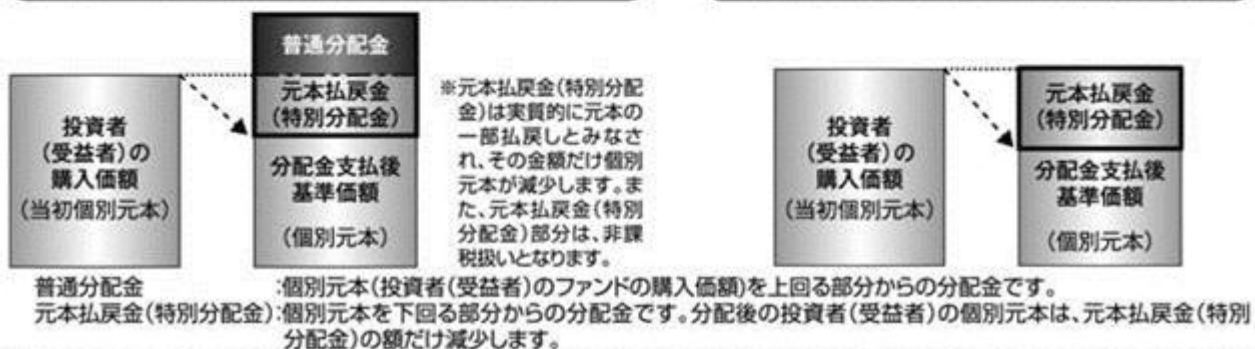 普通分配金
元本払戻金
(特別分配金)
分配金支払後
基準価額
(個別元本)
投資者
(受益者)の
購入価額
(当初個別元本)
※元本払戻金(特別分配
金)は実質的に元本の
一部払戻しとみなさ
れ、その金額だけ個別
元本が減少します。ま
た、元本払戻金(特別
分配金)部分は、非課
税扱いとなります。
投資者
(受益者)の
購入価額
(当初個別元本)
元本払戻金
(特別分配金)
分配金支払後
基準価額
(個別元本)
普通分配金 :個別元本(投資者(受益者)のファンドの購入価額)を上回る部分からの分配金です。
元本払戻金(特別分配金):個別元本を下回る部分からの分配金です。分配後の投資者(受益者)の個別元本は、元本払戻金(特別
分配金)の額だけ減少します。